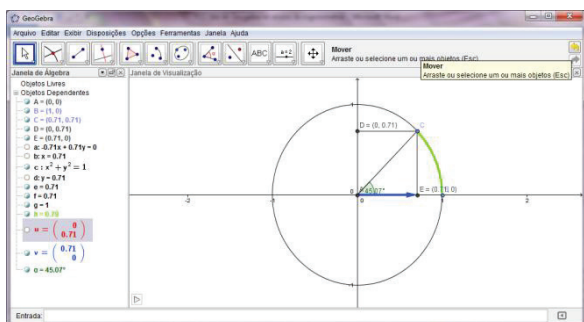 GeoGebra
Arquivo Editar Exibir Disposições Opções Ferramentas Janela Ajuda
ABC
a=2
Mover
Arraste ou selecione um ou mais objetos (Esc)
Mover
Arraste ou selecione um ou mais objetos (Esc)
Janela de Álgebra
Janela de Visualização
Objetos Livres
Objetos Dependentes
A = (0, 0)
B = (1, 0)
C = (0.71, 0.71)
D = (0, 0.71)
E = (0.71, 0)
a: -0.71x + 0.71y = 0
b: x = 0.71
c : x² + y² = 1
d: y = 0.71
e = 0.71
f = 0.71
g = 1
u = ( 0
0.71 )
v = ( 0.71
0 )
α = 45.07°
1
D = (0, 0.71)
C
A
45.07°
E = (0.71, 0)
-1
0
0
1
2
-1
Entrada: